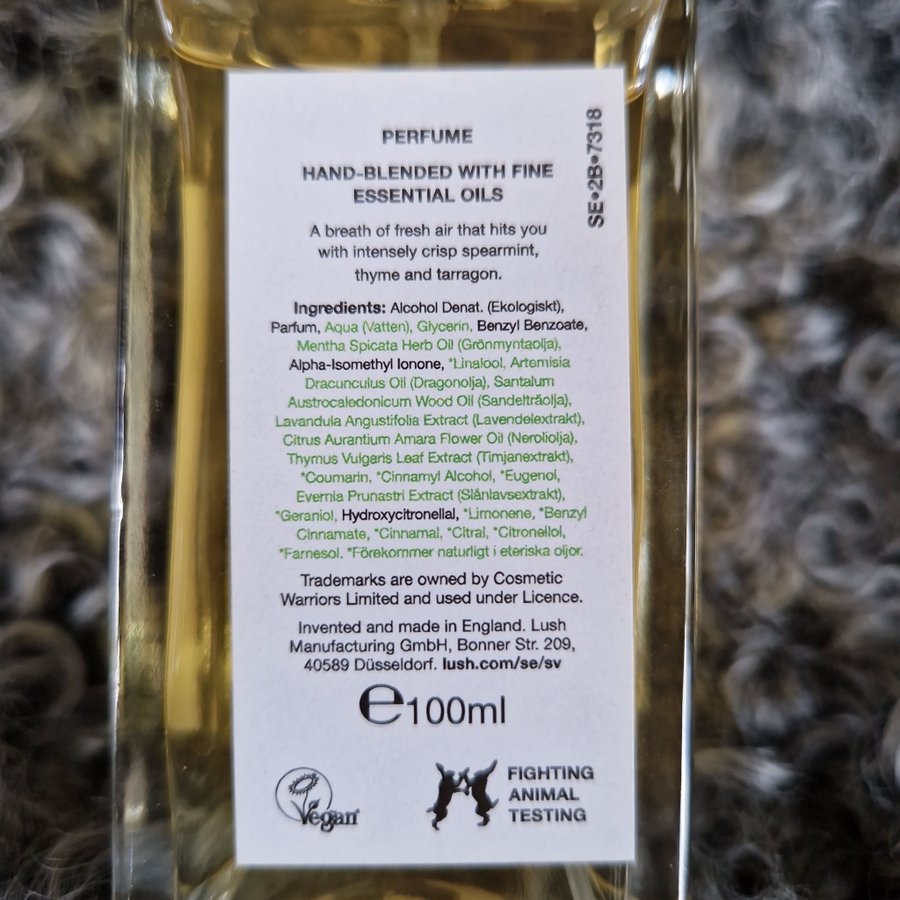 PERFUME
SE•2B•7318
HAND-BLENDED WITH FINE
ESSENTIAL OILS
A breath of fresh air that hits you
with intensely crisp spearmint,
thyme and tarragon.
Ingredients: Alcohol Denat. (Ekologiskt),
Parfum, Aqua (Vatten), Glycerin, Benzyl Benzoate,
Mentha Spicata Herb Oil (Grönmyntaolja),
Alpha-Isomethyl Ionone, *Linalool, Artemisia
Dracunculus Oil (Dragonolja), Santalum
Austrocaledonicum Wood Oil (Sandelträolja),
Lavandula Angustifolia Extract (Lavendelextrakt),
Citrus Aurantium Amara Flower Oil (Neroliolja),
Thymus Vulgaris Leaf Extract (Timjanextrakt),
*Coumarin, *Cinnamyl Alcohol, *Eugenol,
Evernia Prunastri Extract (Slånlavsextrakt),
*Geraniol, Hydroxycitronellal, *Limonene, *Benzyl
Cinnamate, *Cinnamal, *Citral, *Citronellol,
*Farnesol. *Förekommer naturligt i eteriska oljor.
Trademarks are owned by Cosmetic
Warriors Limited and used under Licence.
Invented and made in England. Lush
Manufacturing GmbH, Bonner Str. 209,
40589 Düsseldorf. lush.com/se/sv
℮100ml
Vegan
FIGHTING
ANIMAL
TESTING